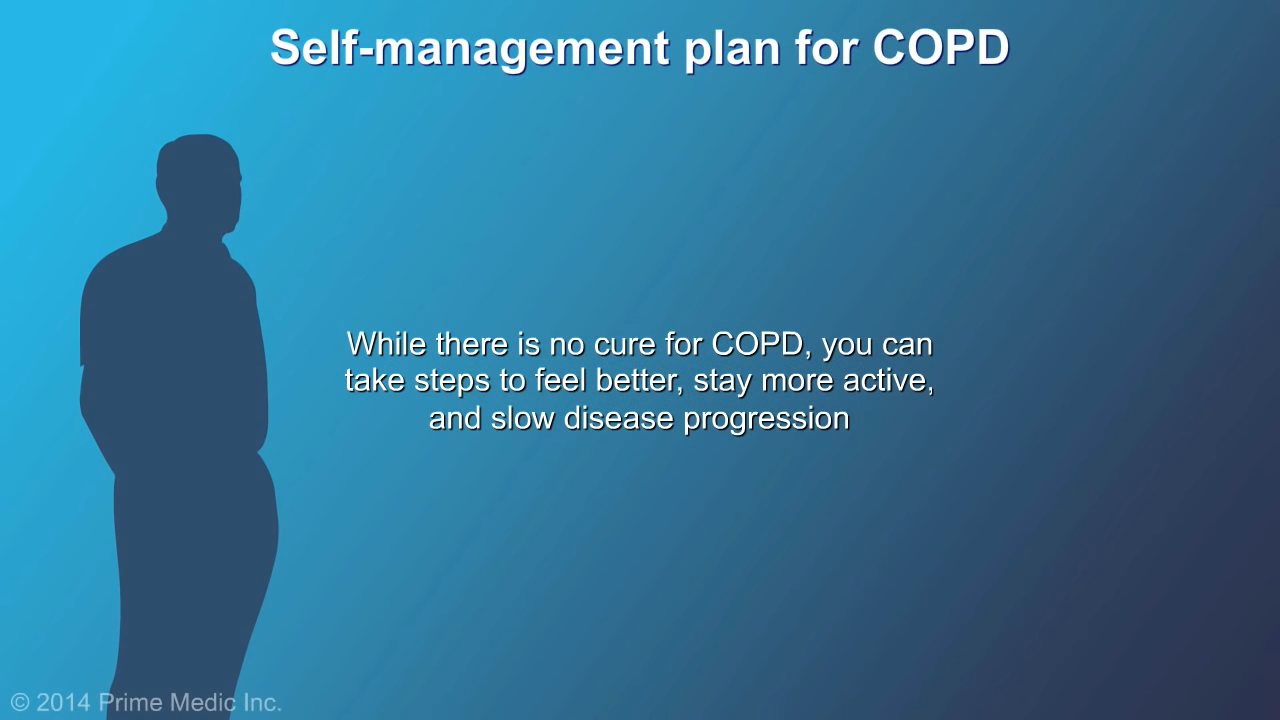 Self-management plan for COPD
While there is no cure for COPD, you can
take steps to feel better, stay more active,
and slow disease progression
© 2014 Prime Medic Inc.